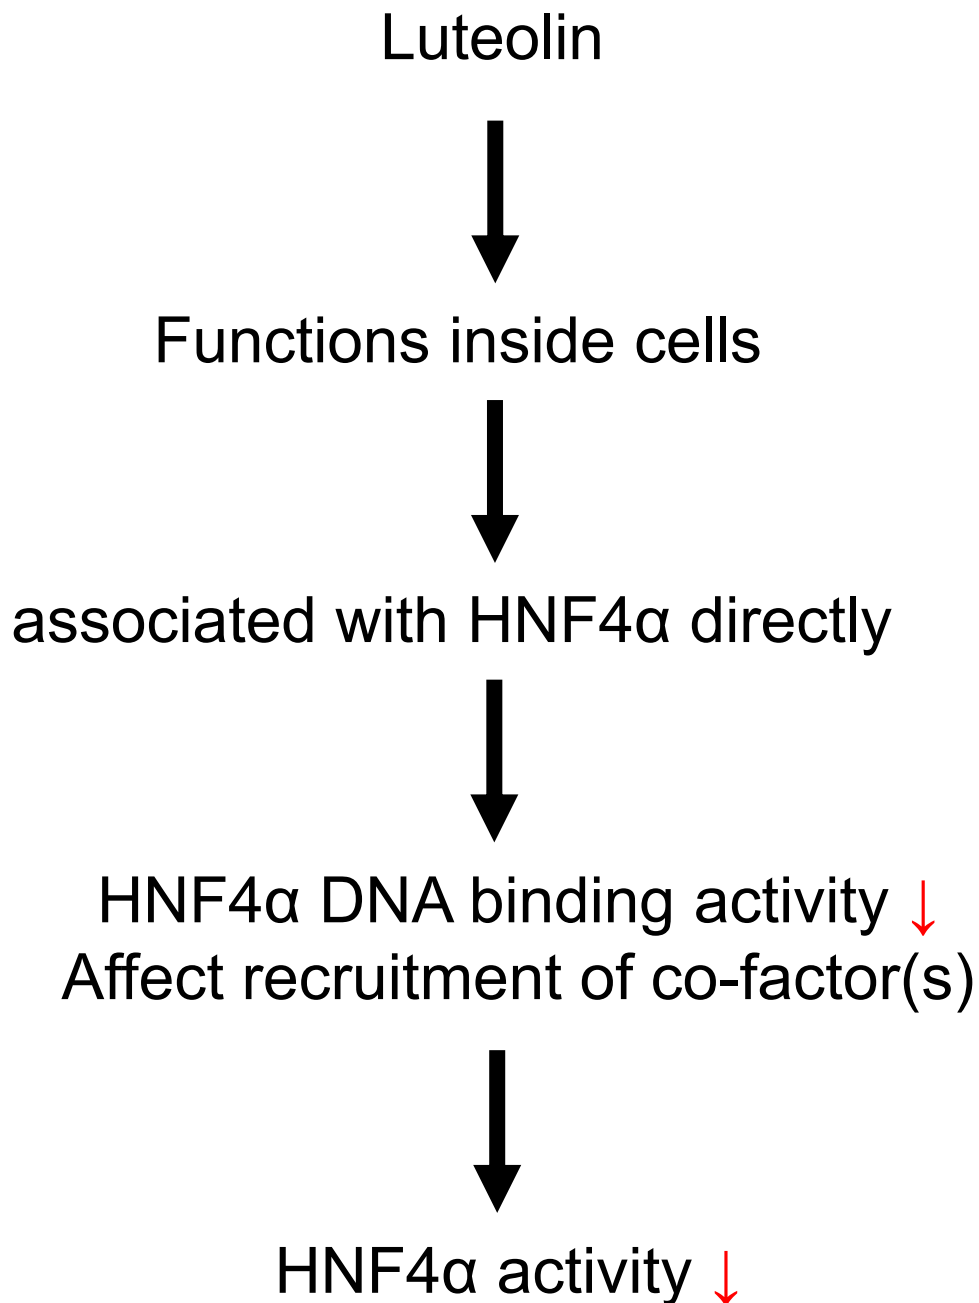 Luteolin
Functions inside cells
associated with HNF4α directly
HNF4α DNA binding activity ↓
Affect recruitment of co-factor(s)
HNF4α activity ↓